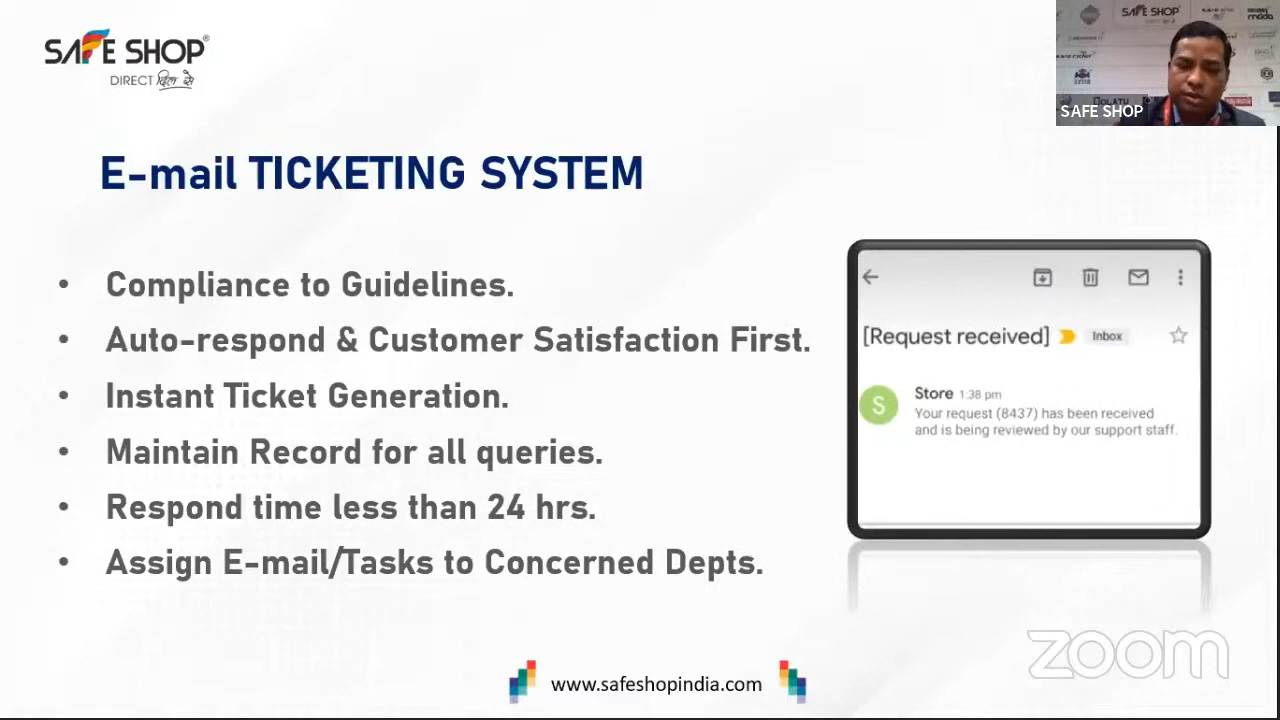 SAFE SHOP®
DIRECT दिल से
SAFE SHOP
SAFE SHOP
E-mail TICKETING SYSTEM
• Compliance to Guidelines.
• Auto-respond & Customer Satisfaction First.
• Instant Ticket Generation.
• Maintain Record for all queries.
• Respond time less than 24 hrs.
• Assign E-mail/Tasks to Concerned Depts.
[Request received] Inbox
S
Store 1:38 pm
Your request (8437) has been received
and is being reviewed by our support staff.
zoom
www.safeshopindia.com